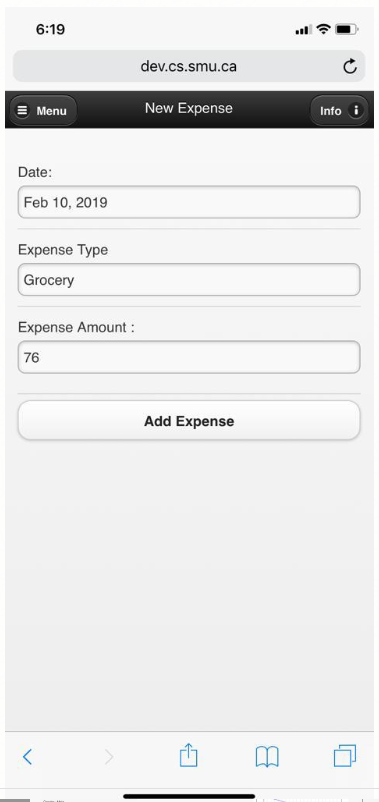 6:19
dev.cs.smu.ca
Menu New Expense Info
Date:
Feb 10, 2019
Expense Type
Grocery
Expense Amount :
76
Add Expense